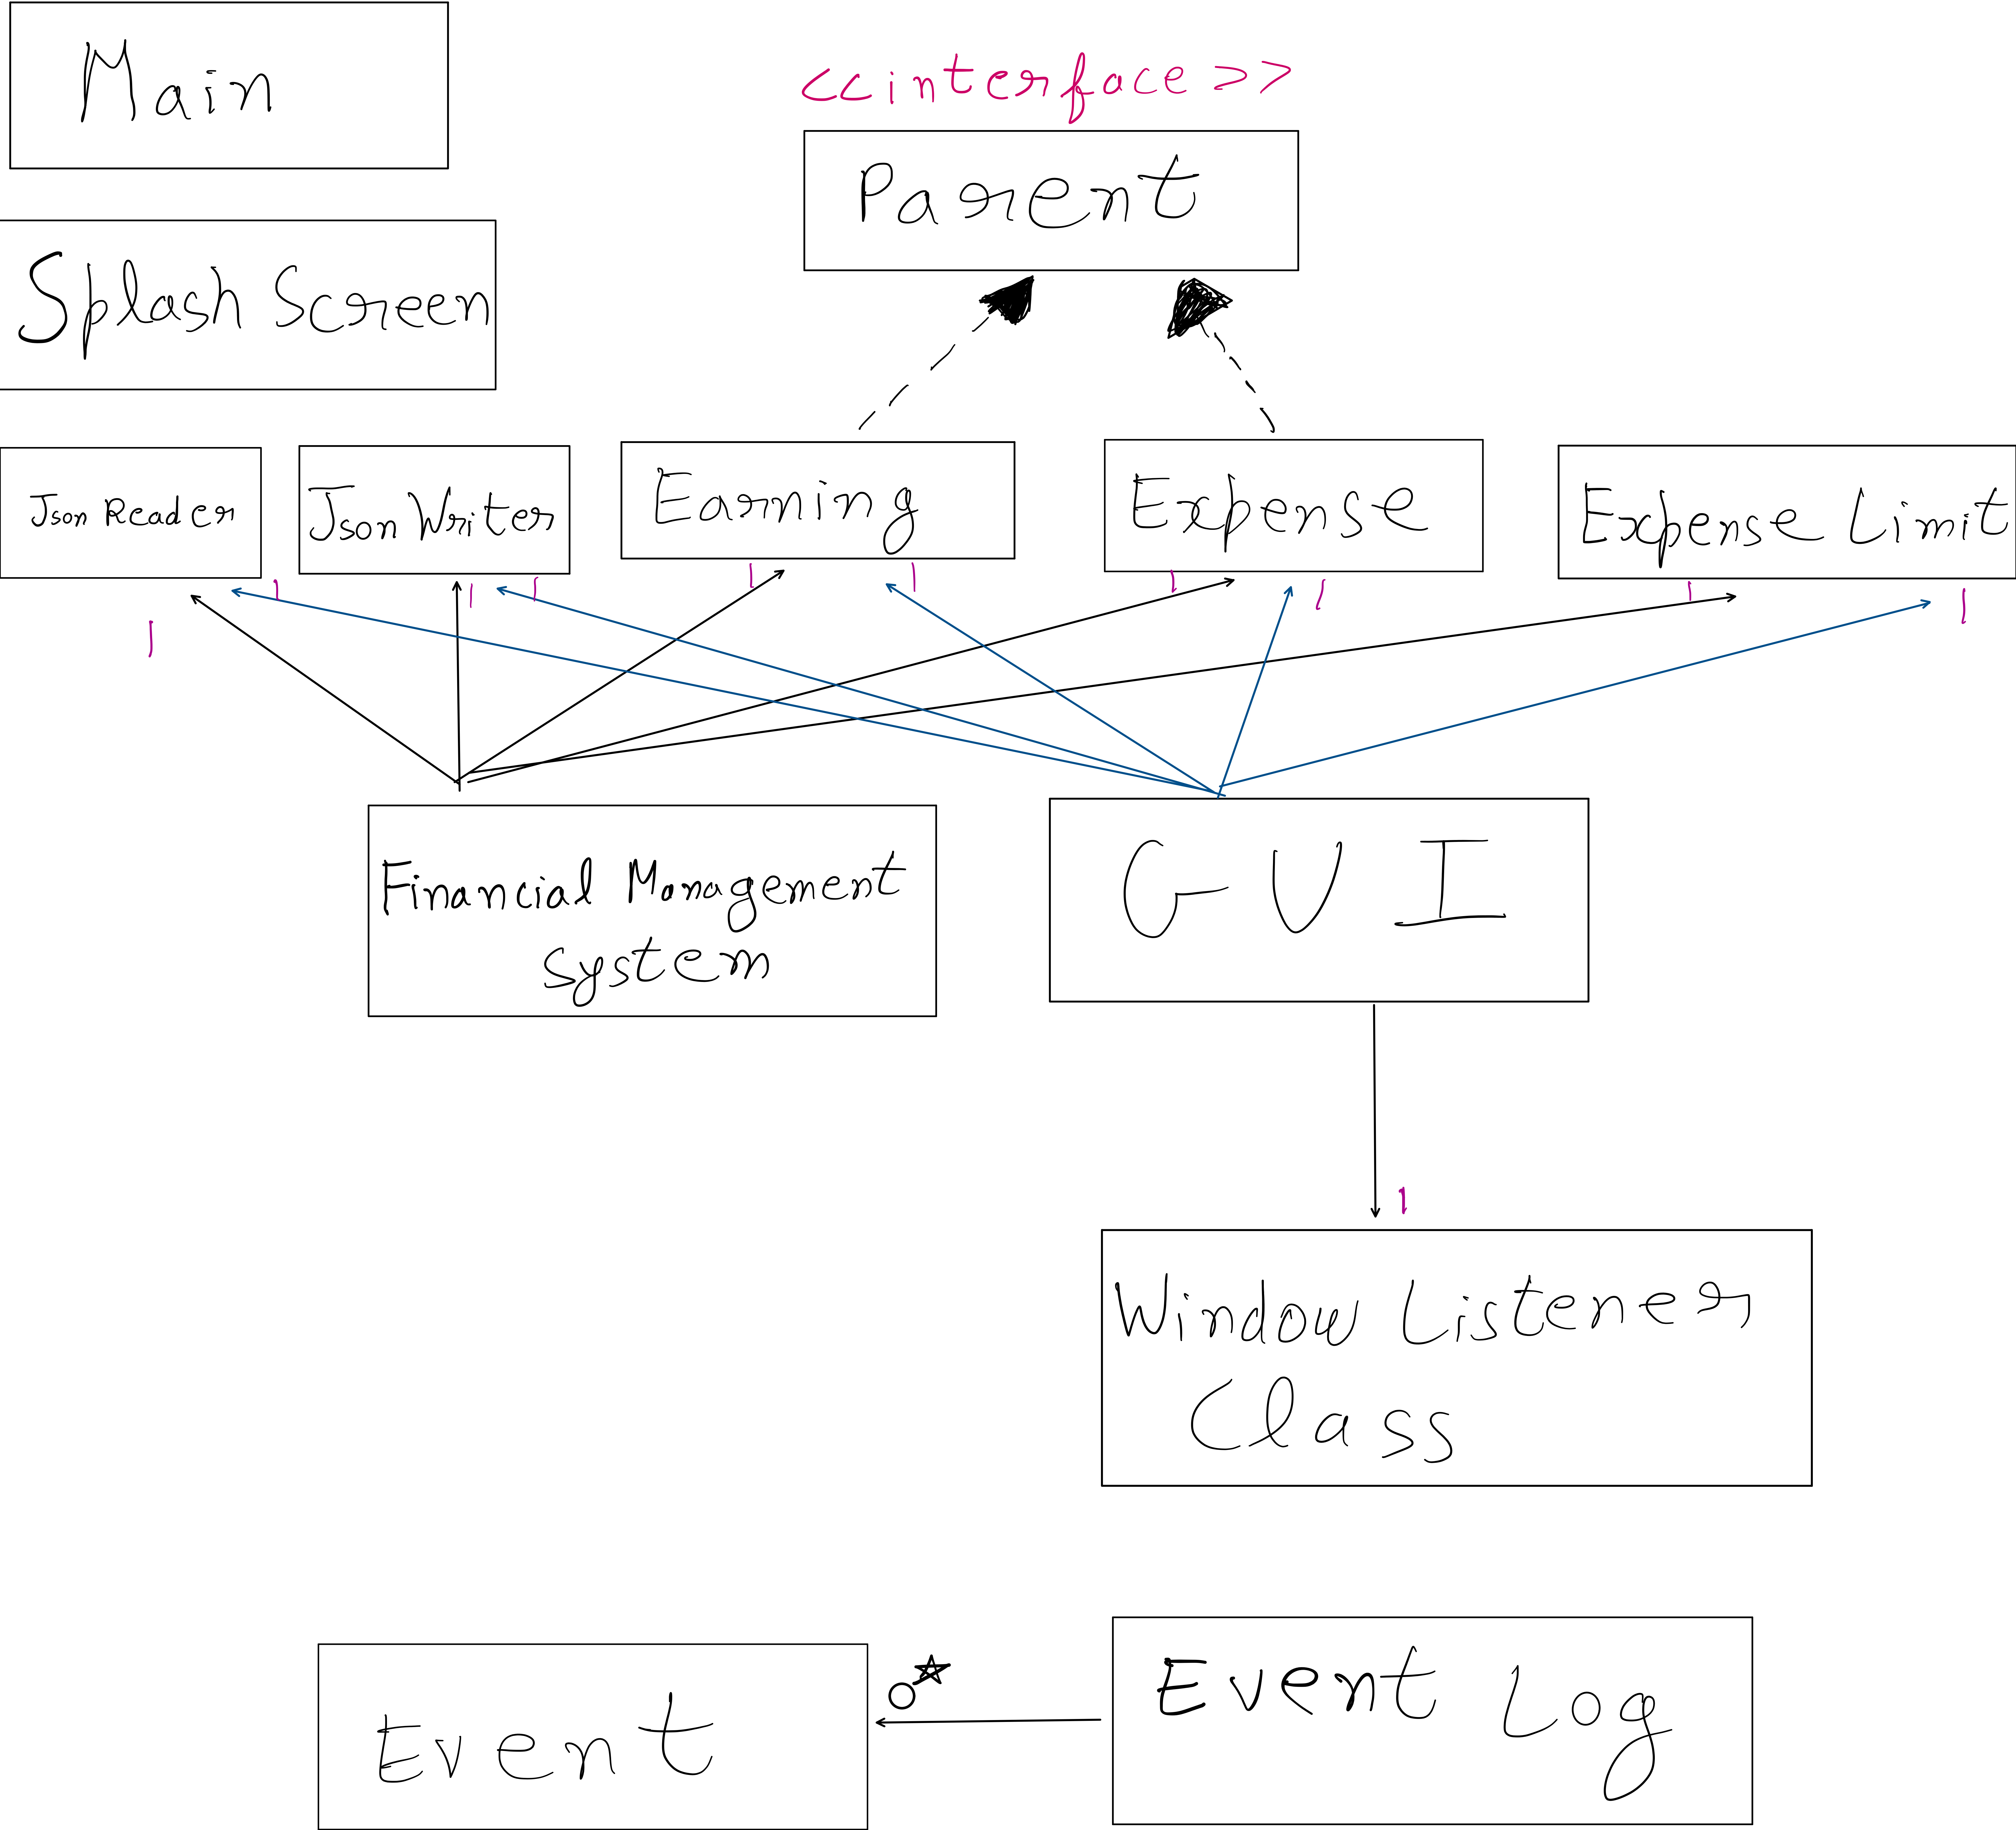 Main
<<interface>>
Parent
Splash Screen
Json Reader
Json Writer
Earning
Expense
Expense Limit
1
1
1
1
1
1
1
1
1
1
Financial Management
System
GUI
1
Window Listener
Class
0*
Event
Event Log